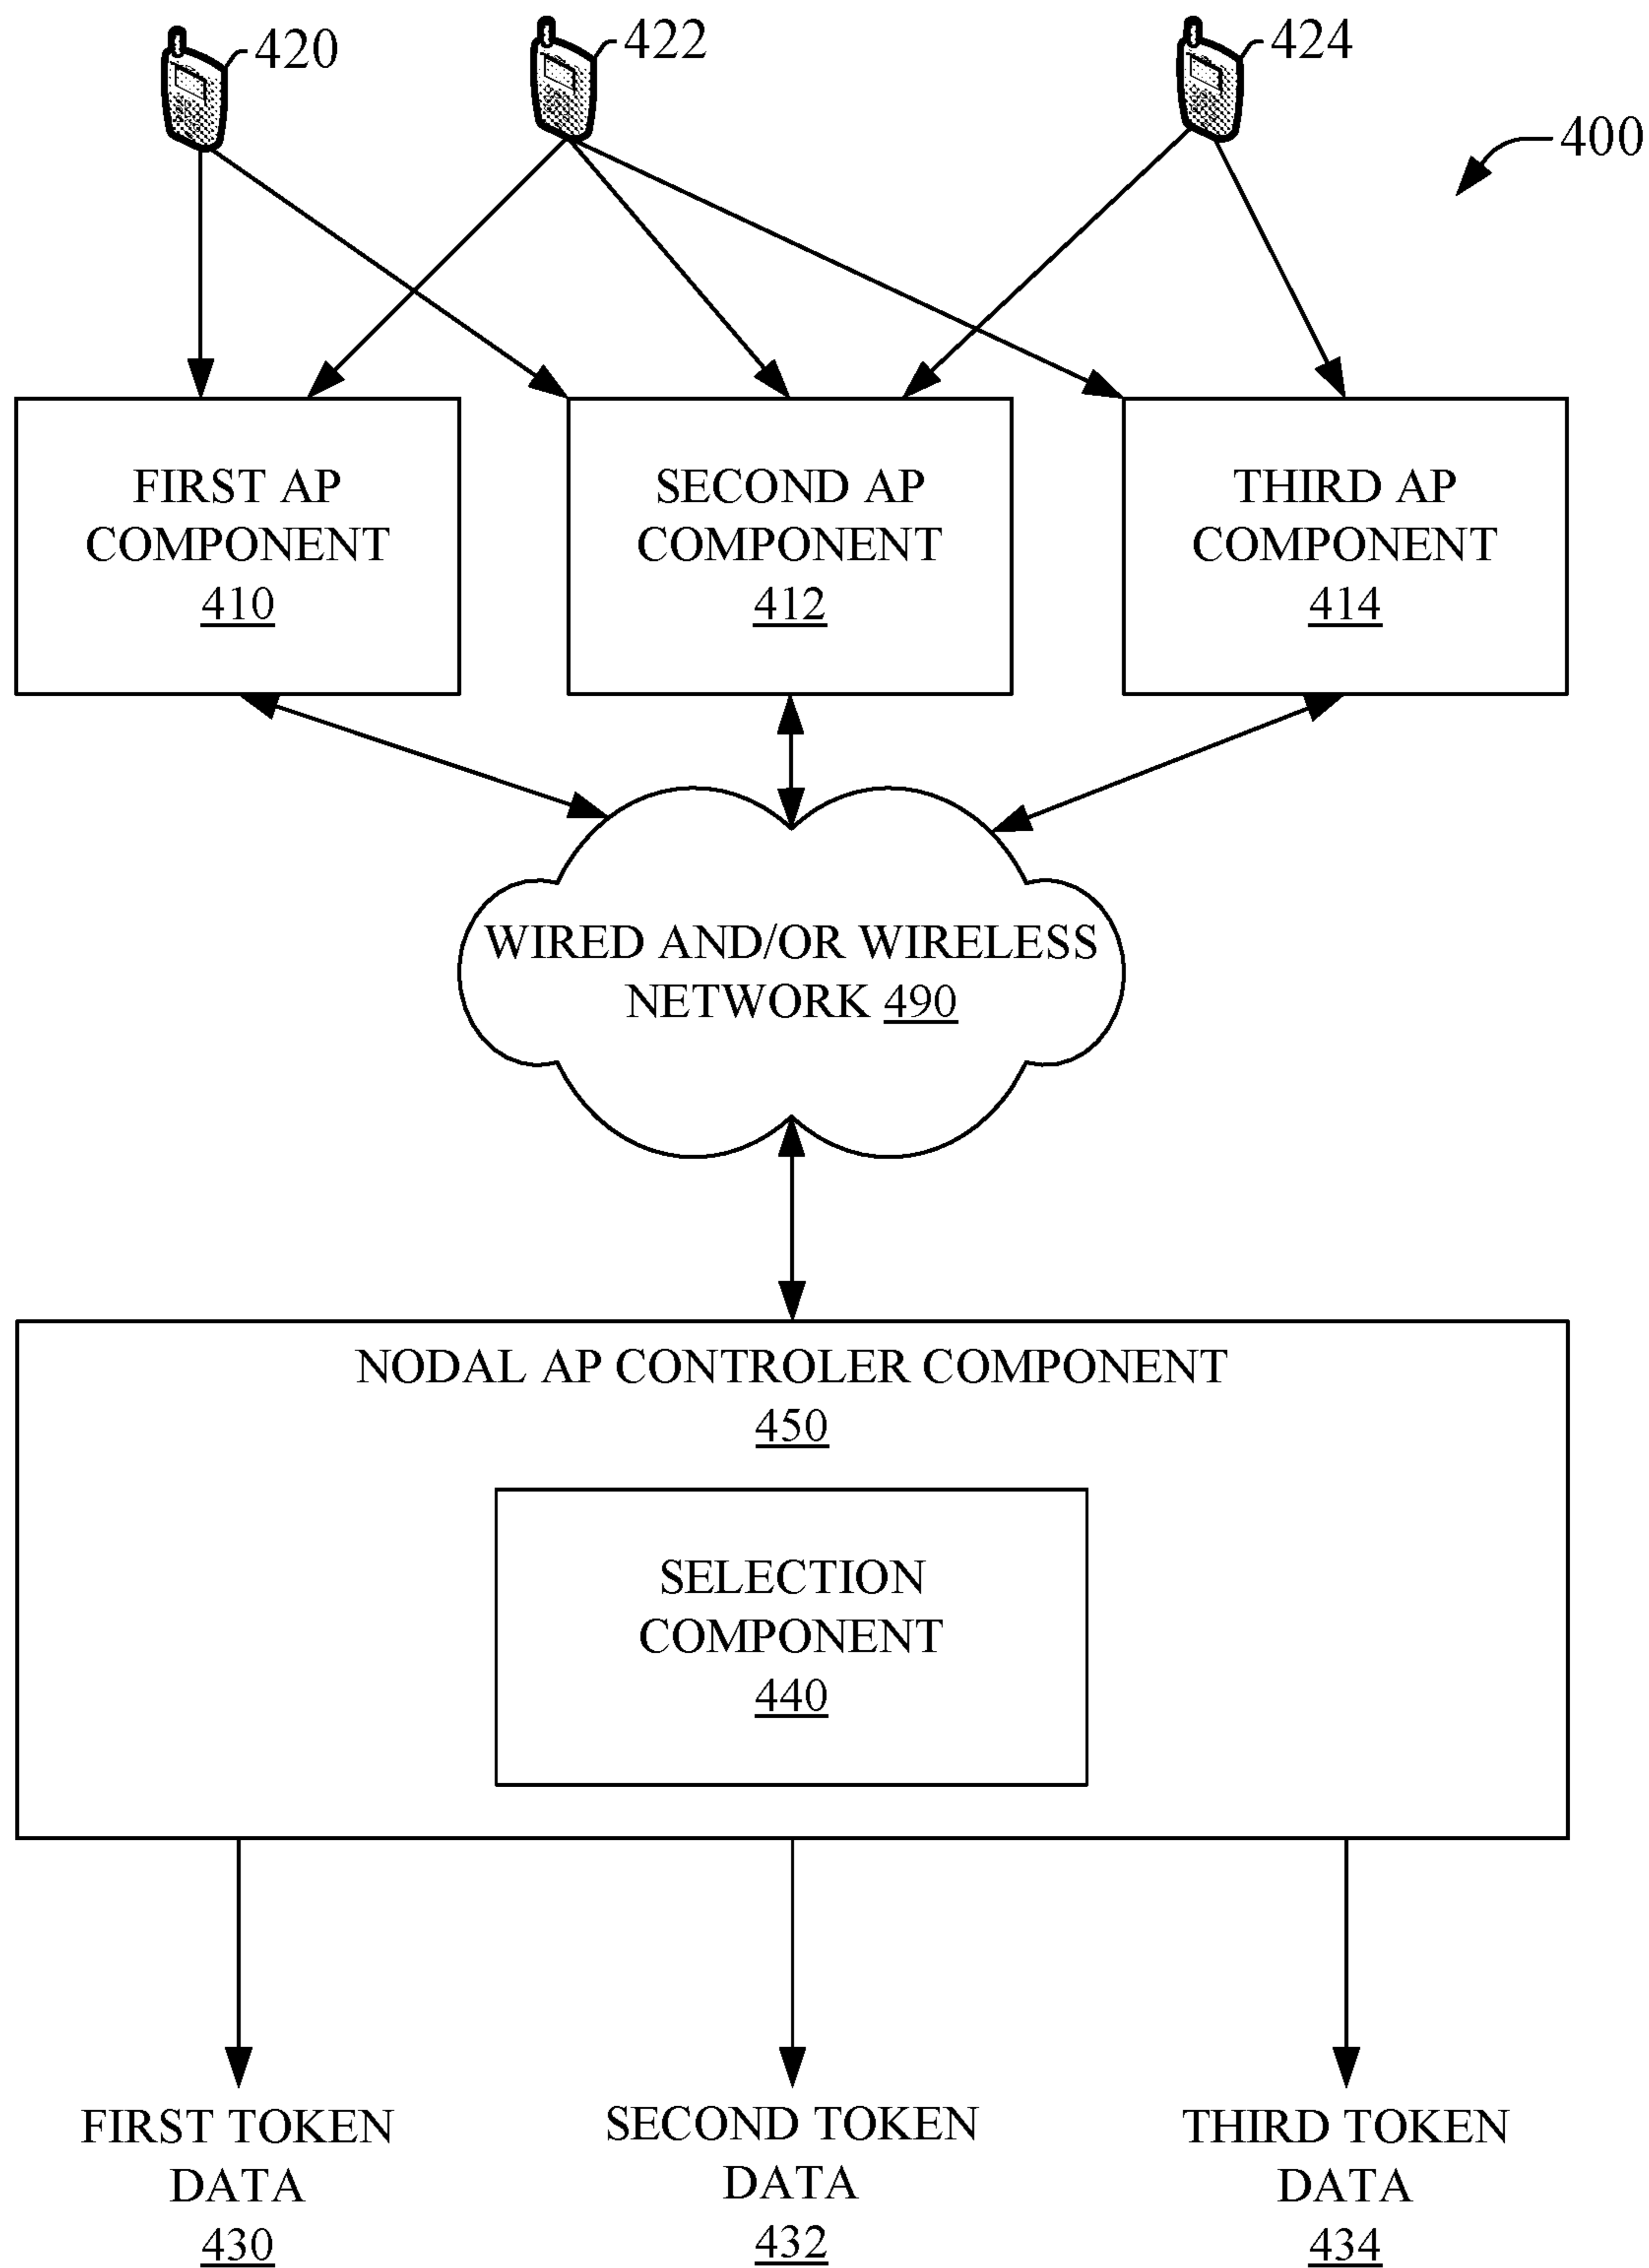 420
422
424
400
FIRST AP
COMPONENT
410
SECOND AP
COMPONENT
412
THIRD AP
COMPONENT
414
WIRED AND/OR WIRELESS
NETWORK 490
NODAL AP CONTROLER COMPONENT
450
SELECTION
COMPONENT
440
FIRST TOKEN
DATA
430
SECOND TOKEN
DATA
432
THIRD TOKEN
DATA
434